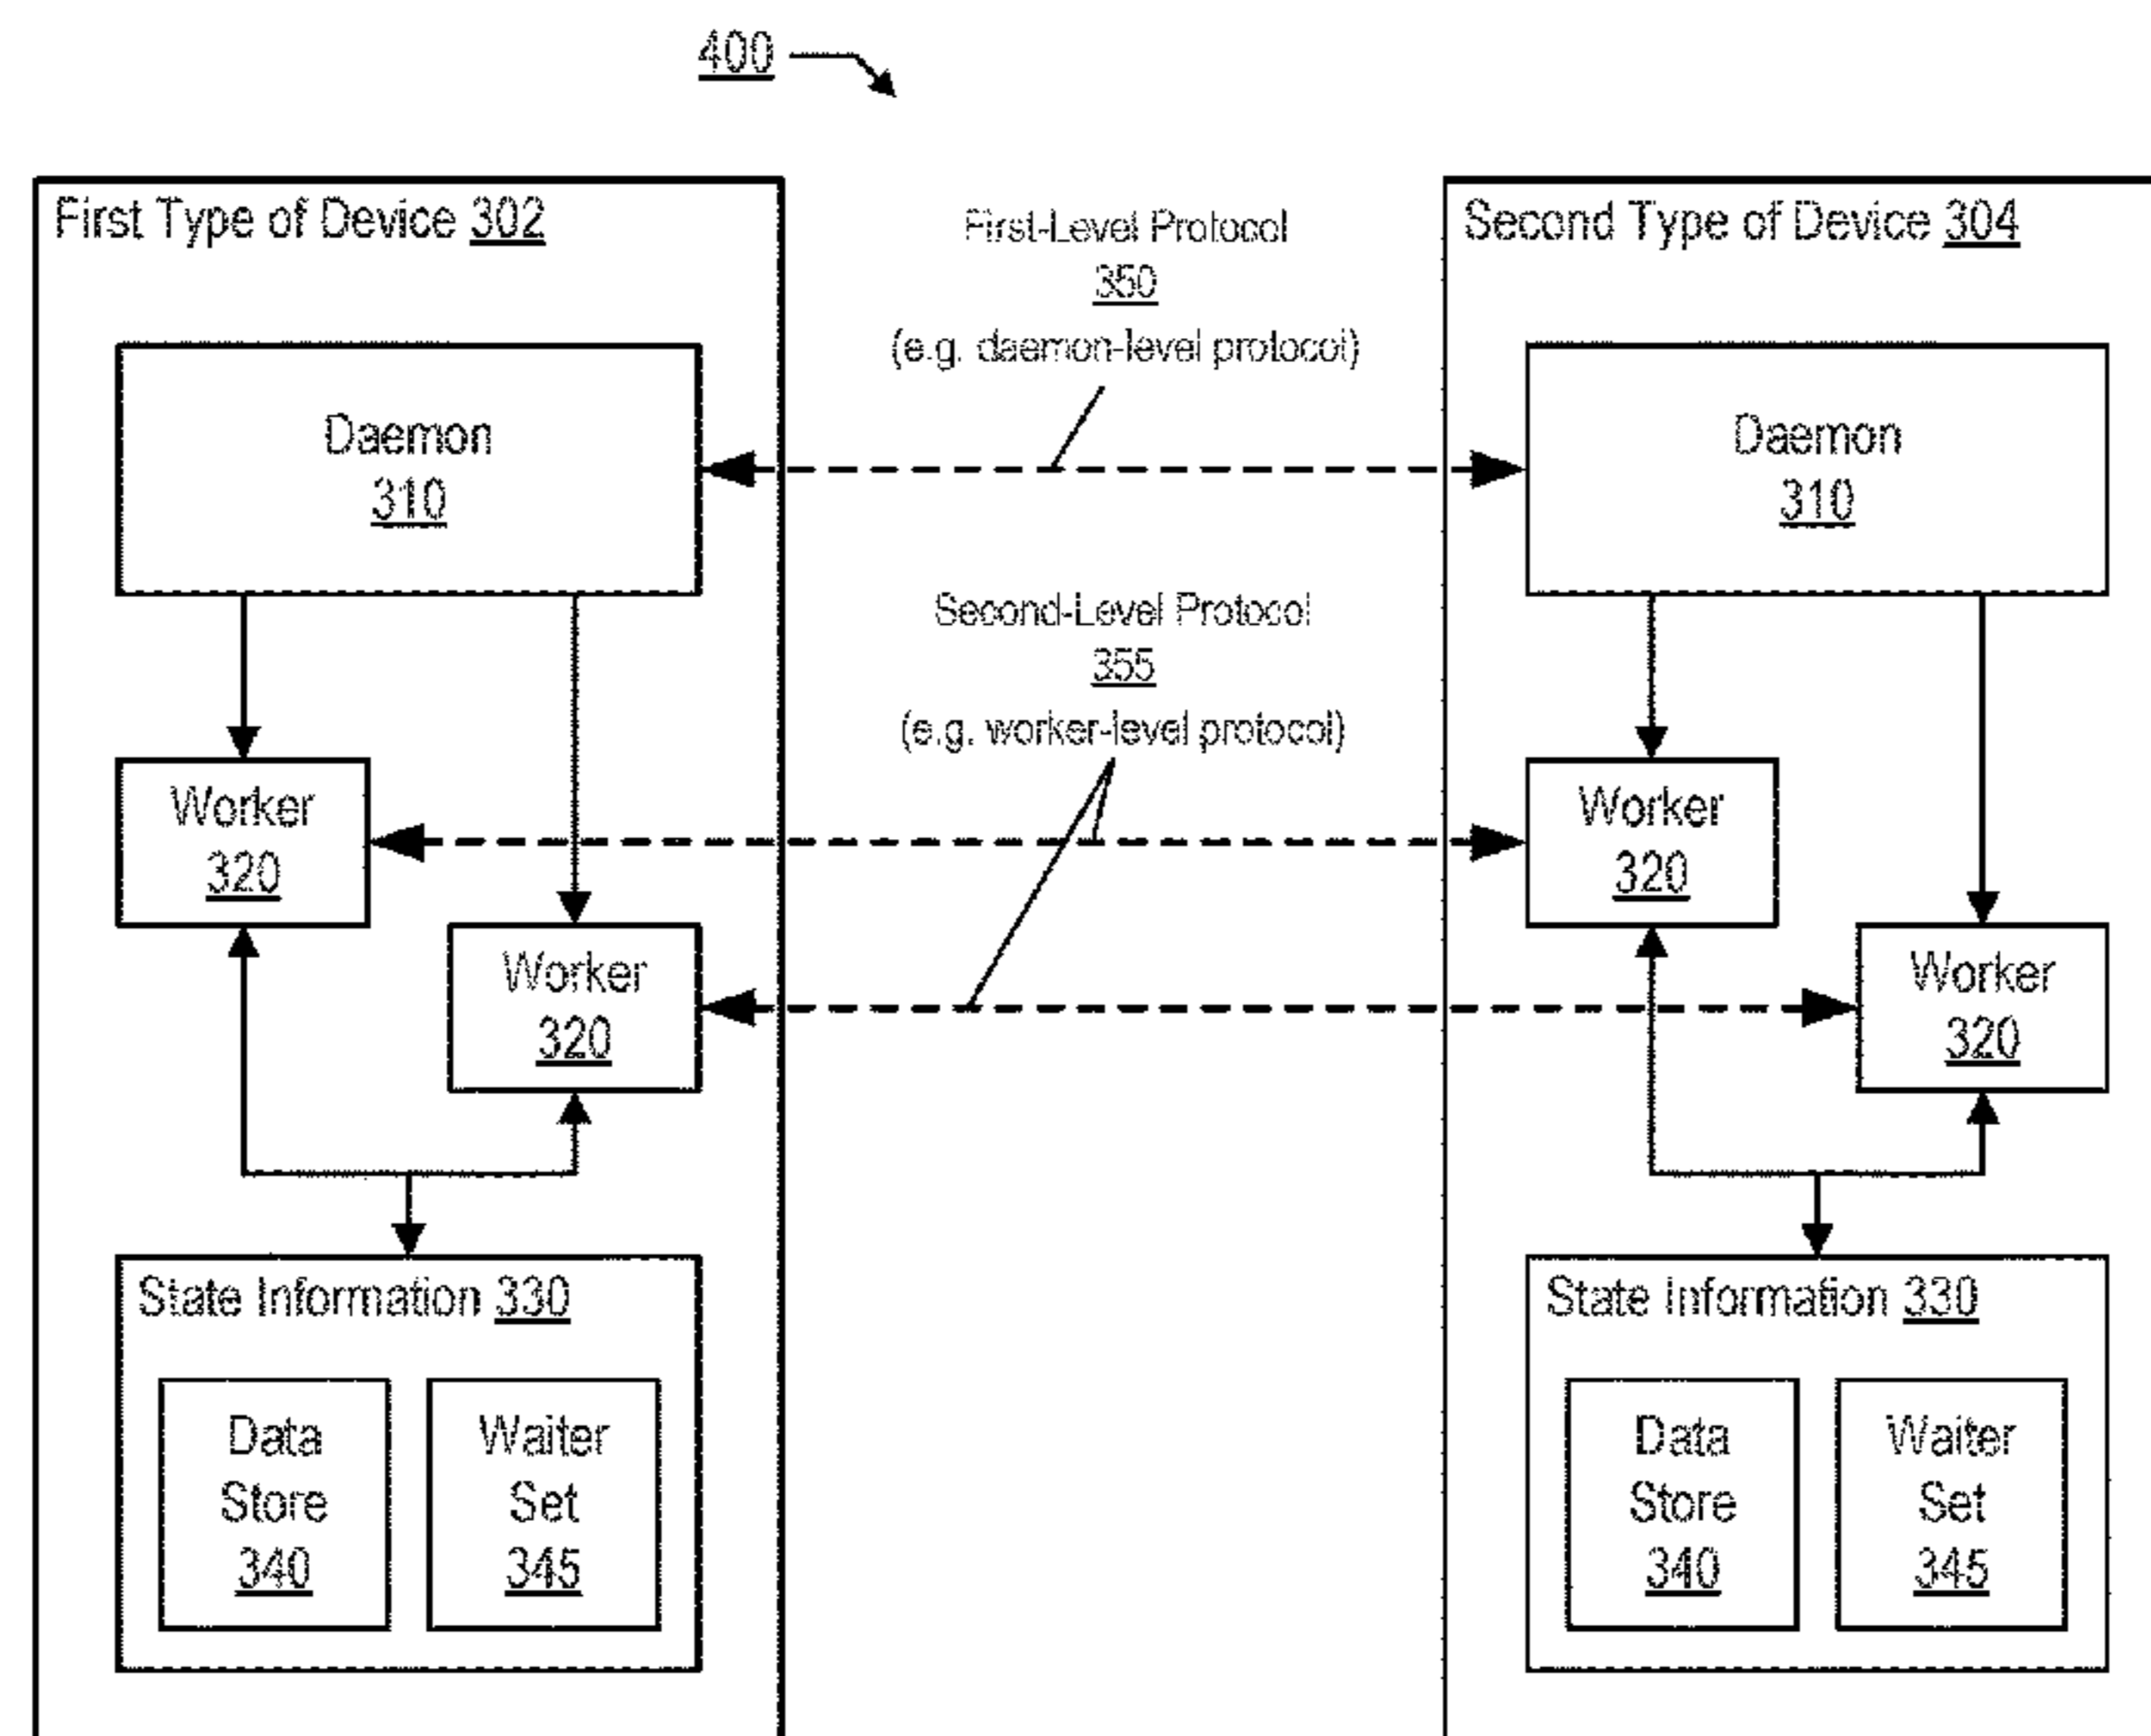 400
First Type of Device 302
Daemon
310
Worker
320
Worker
320
State Information 330
Data
Store
340
Waiter
Set
345
First-Level Protocol
350
(e.g. daemon-level protocol)
Second-Level Protocol
355
(e.g. worker-level protocol)
Second Type of Device 304
Daemon
310
Worker
320
Worker
320
State Information 330
Data
Store
340
Waiter
Set
345